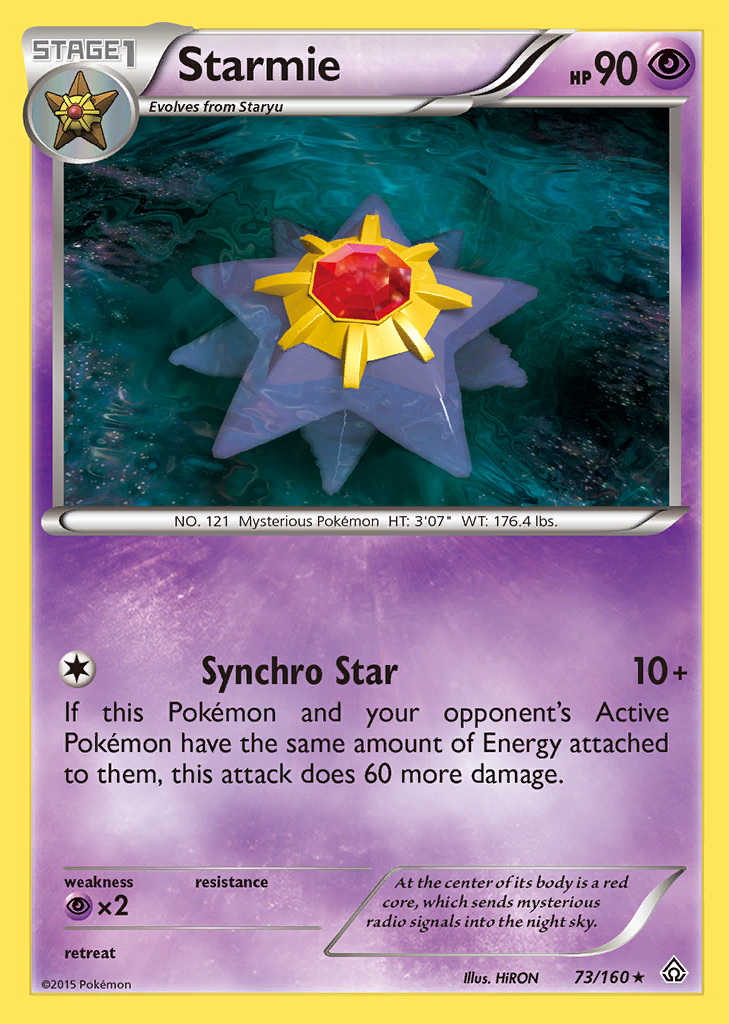 STAGE1
Starmie
HP 90
Evolves from Staryu
NO. 121 Mysterious Pokémon HT: 3'07" WT: 176.4 lbs.
Synchro Star 10+
If this Pokémon and your opponent's Active
Pokémon have the same amount of Energy attached
to them, this attack does 60 more damage.
weakness resistance
×2
retreat
At the center of its body is a red
core, which sends mysterious
radio signals into the night sky.
©2015 Pokémon
Illus. HiRON 73/160 ★